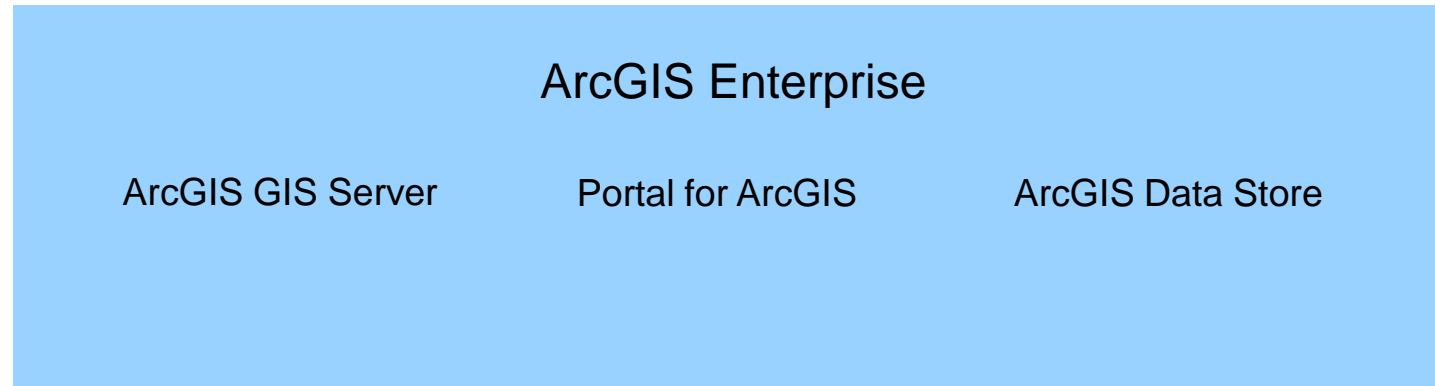 ArcGIS Enterprise
ArcGIS GIS Server Portal for ArcGIS ArcGIS Data Store